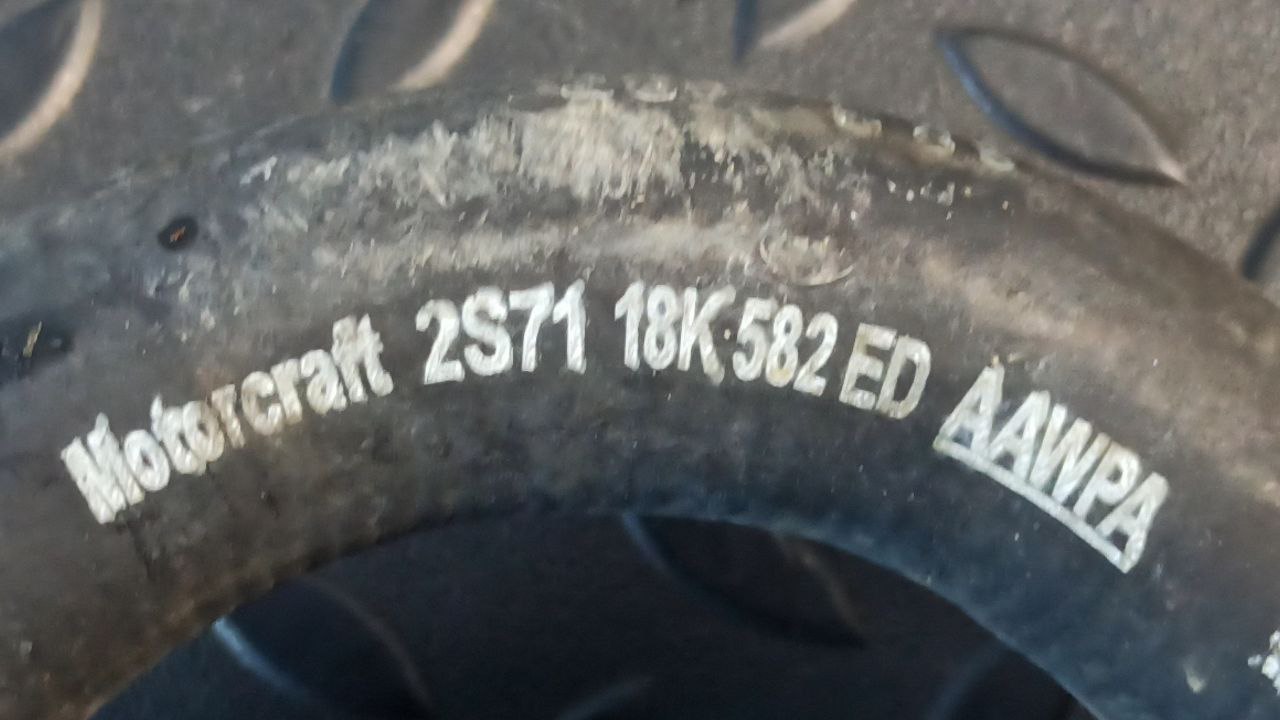 Motorcraft 2S71 18K582 ED AAWPA